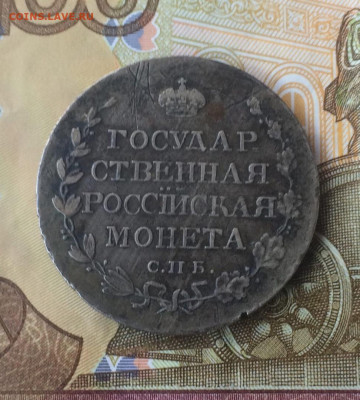 COINS.LAVE.RU
ГОСУДАР
СТВЕННАЯ
РОССІЙСКАЯ
МОНЕТА
С.П.Б.